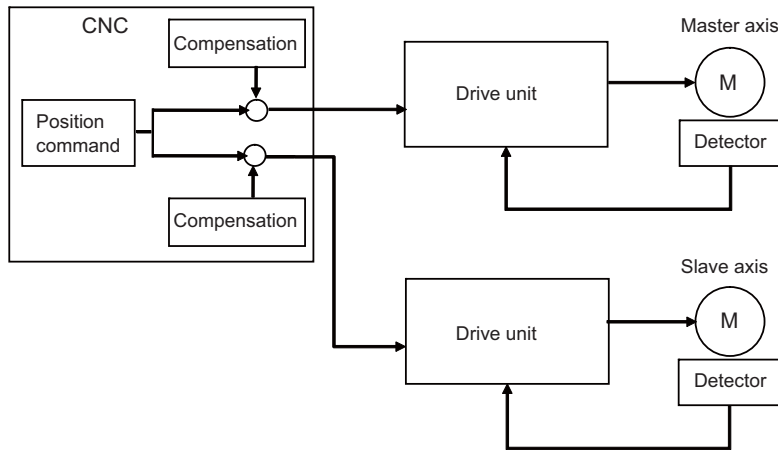 CNC
Compensation
Position
command
Compensation
Drive unit
Master axis
M
Detector
Drive unit
Slave axis
M
Detector